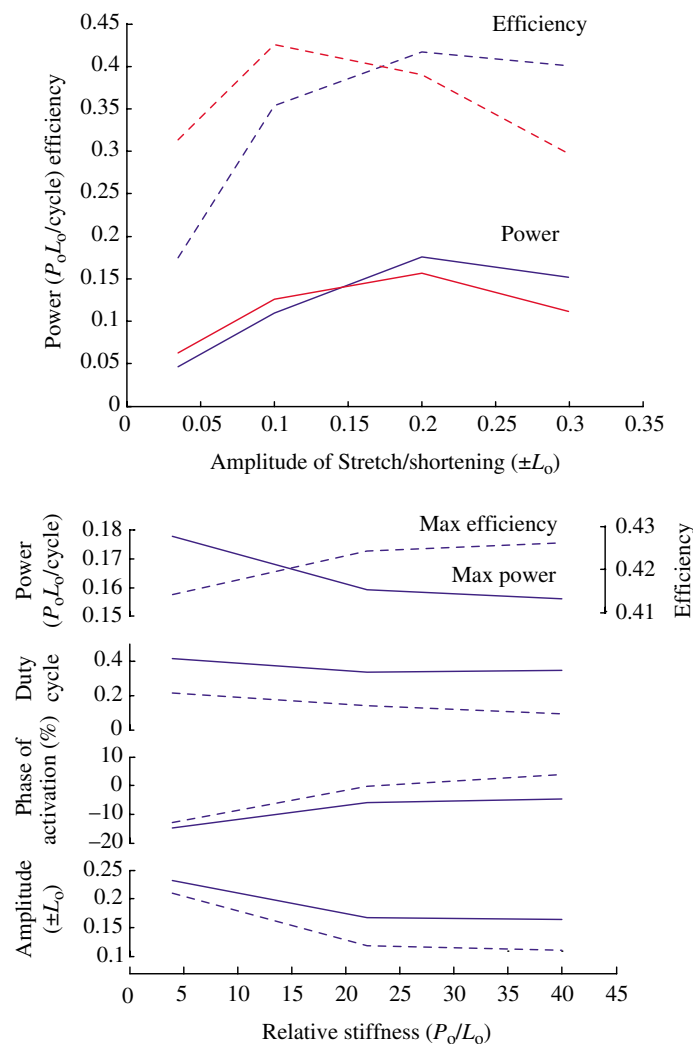 0.45
0.4
0.35
0.3
0.25
0.2
0.15
0.1
0.05
0
Power (PoLo/cycle) efficiency
Efficiency
Power
0 0.05 0.1 0.15 0.2 0.25 0.3 0.35
Amplitude of Stretch/shortening (±Lo)
Power
(PoLo/cycle)
0.18
0.17
0.16
0.15
Max efficiency
Max power
0.43
0.42
0.41
Efficiency
Duty
cycle
0.4
0.2
0
Phase of
activation (%)
10
0
–10
–20
Amplitude
(±Lo)
0.25
0.2
0.15
0.1
0 5 10 15 20 25 30 35 40 45
Relative stiffness (Po/Lo)